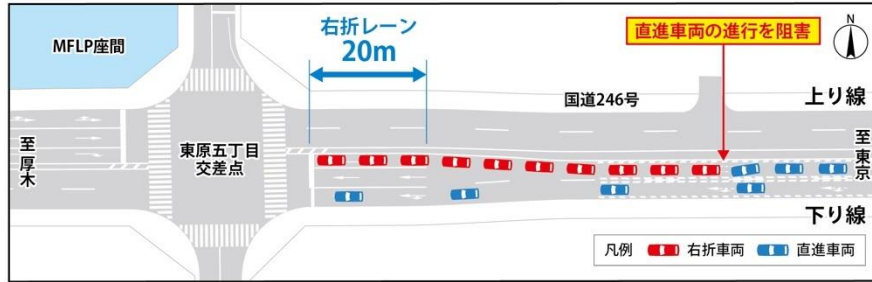 MFLP座間
右折レーン
20m
直進車両の進行を阻害
N
国道246号
上り線
至厚木
東原五丁目
交差点
至東京
下り線
凡例 右折車両 直進車両